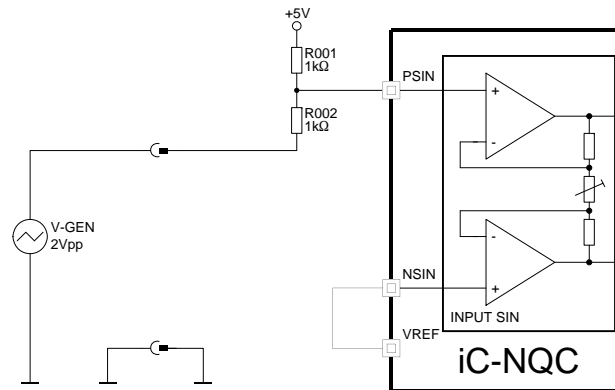 +5V
R001
1kΩ
PSIN
+
R002
1kΩ
-
V-GEN
2Vpp
-
NSIN
+
INPUT SIN
VREF
iC-NQC